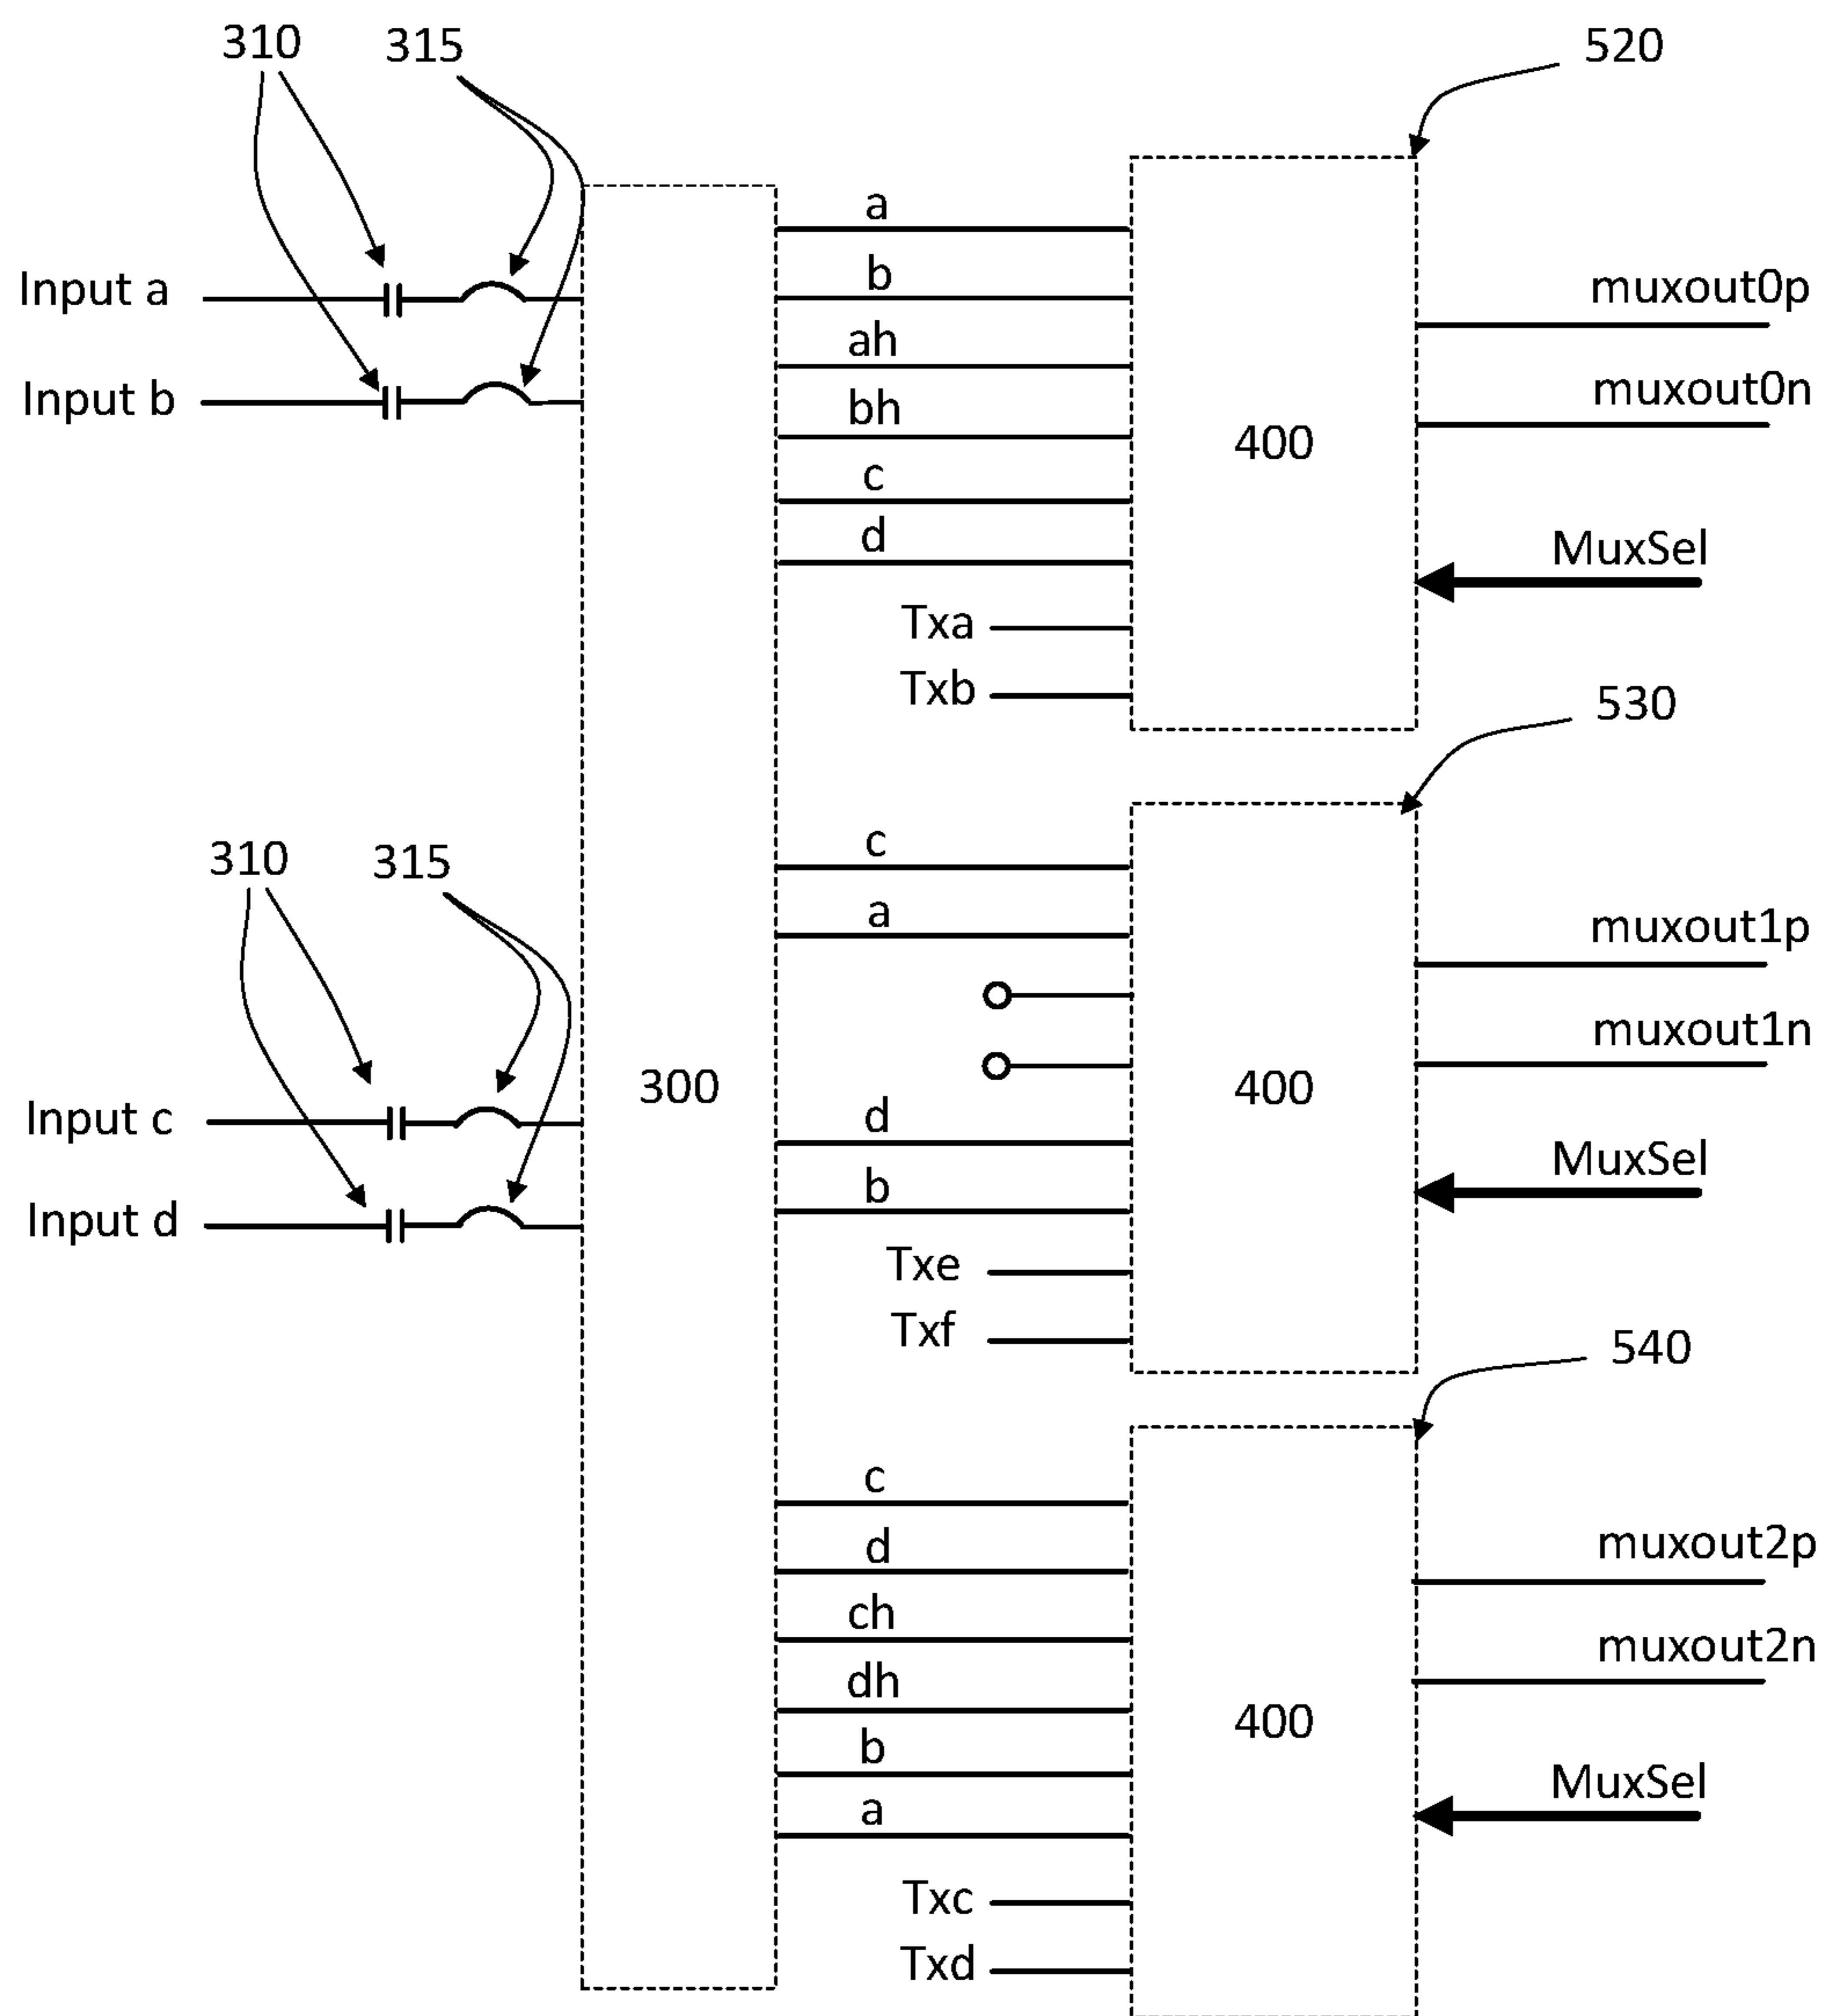 310
315
520
a
b
Input a
muxout0p
ah
Input b
muxout0n
bh
400
c
d
MuxSel
Txa
Txb
530
c
310
315
a
muxout1p
muxout1n
300
400
Input c
d
MuxSel
Input d
b
Txe
Txf
540
c
d
muxout2p
ch
muxout2n
dh
400
b
MuxSel
a
Txc
Txd